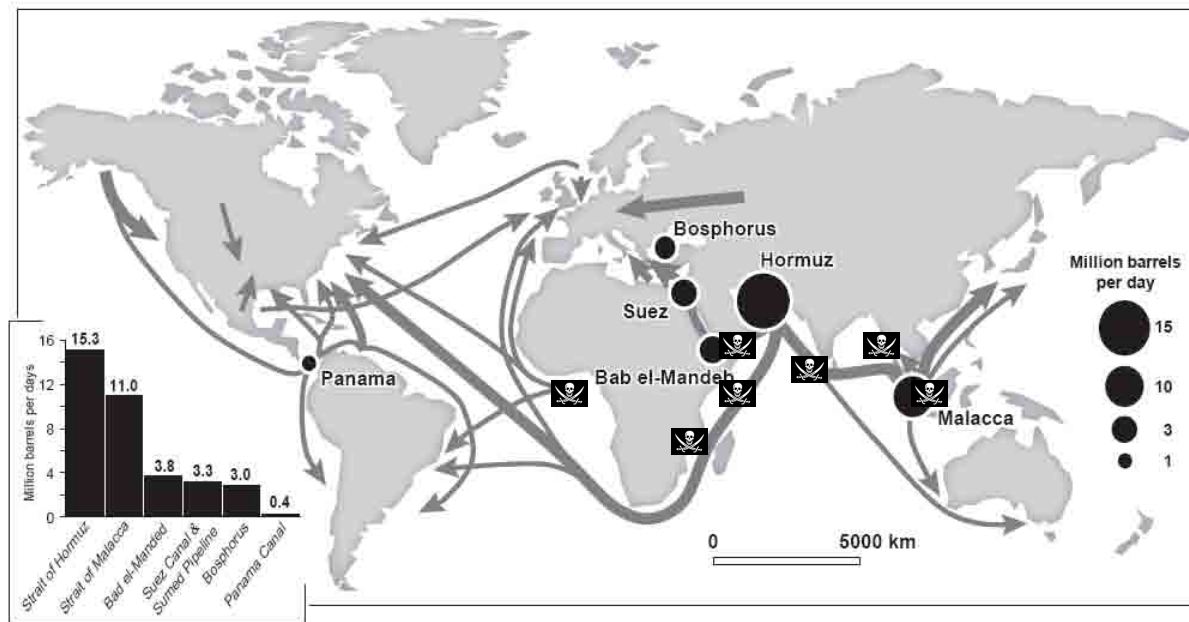 Bosphorus
Hormuz
Suez
Bab el-Mandeb
Panama
Malacca
Million barrels
per day
15
10
3
1
0
5000 km
Million barrels per days
16
12
8
4
0
15.3
11.0
3.8
3.3
3.0
0.4
Strait of Hormuz
Strait of Malacca
Bad el-Manded
Suez Canal &
Sumed Pipeline
Bosphorus
Panama Canal